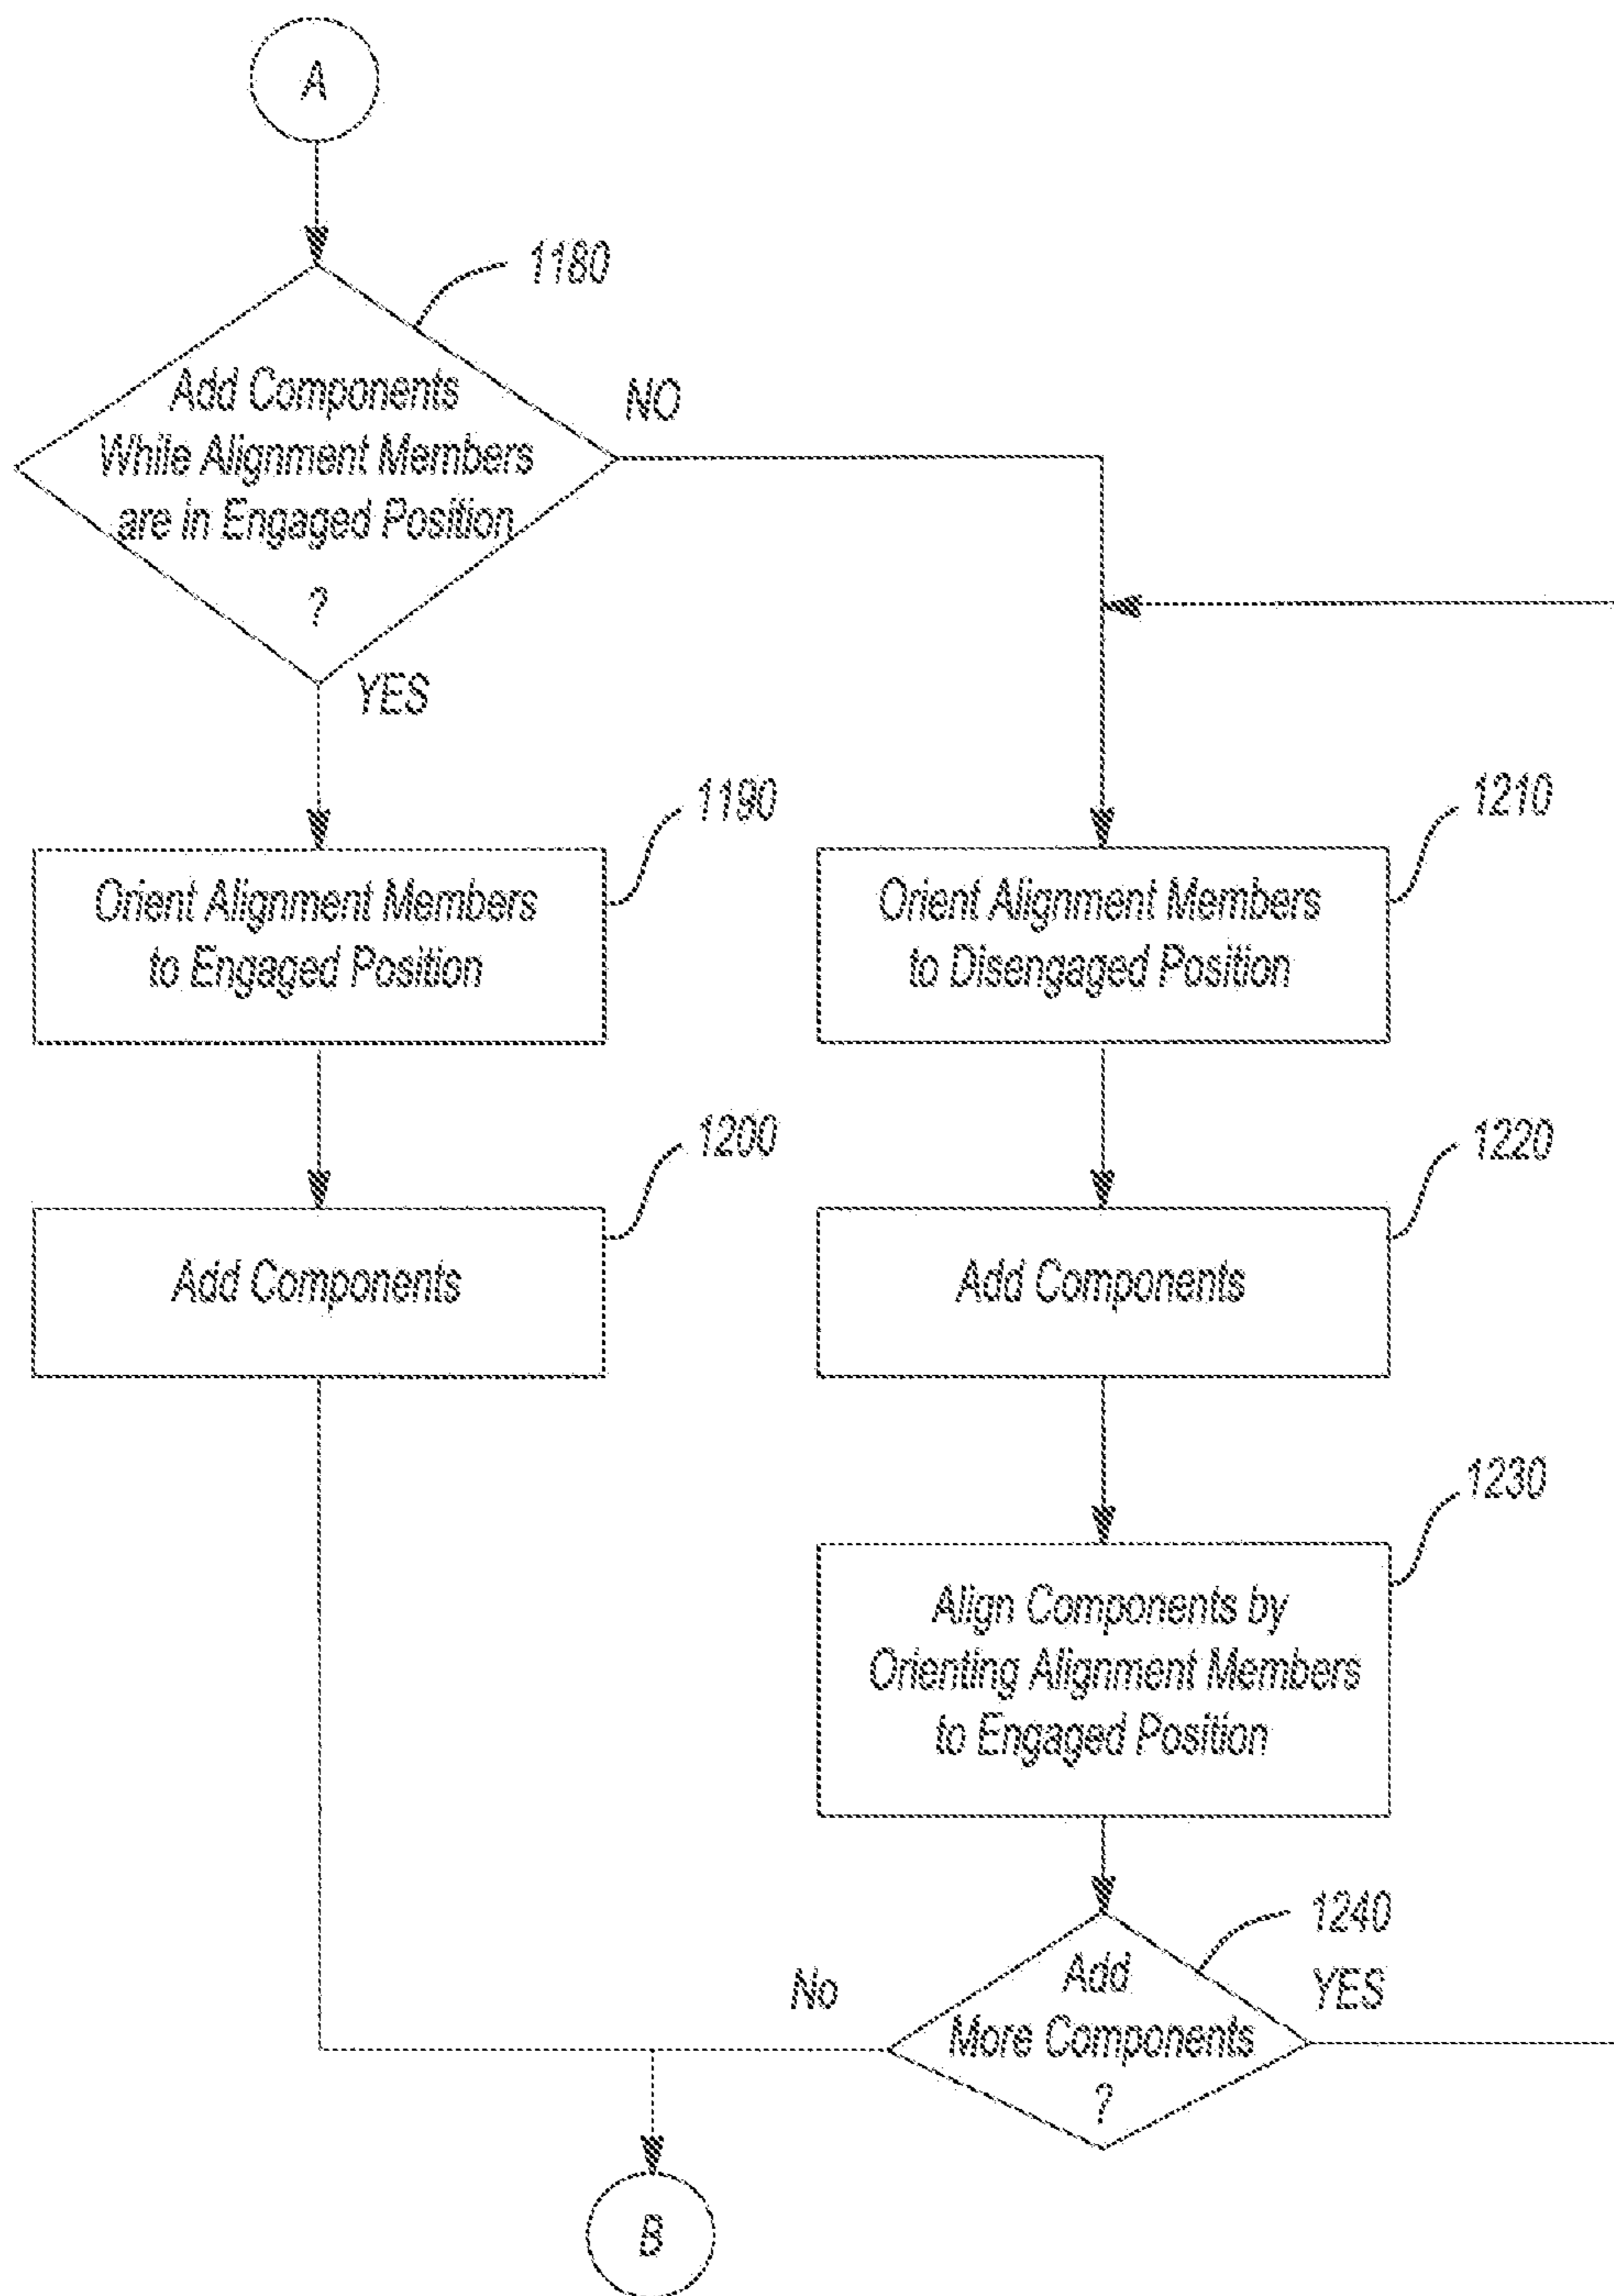 A
1180
Add Components
While Alignment Members
are in Engaged Position
?
NO
YES
1190
Orient Alignment Members
to Engaged Position
1200
Add Components
1210
Orient Alignment Members
to Disengaged Position
1220
Add Components
1230
Align Components by
Orienting Alignment Members
to Engaged Position
1240
Add
More Components
?
No
YES
B